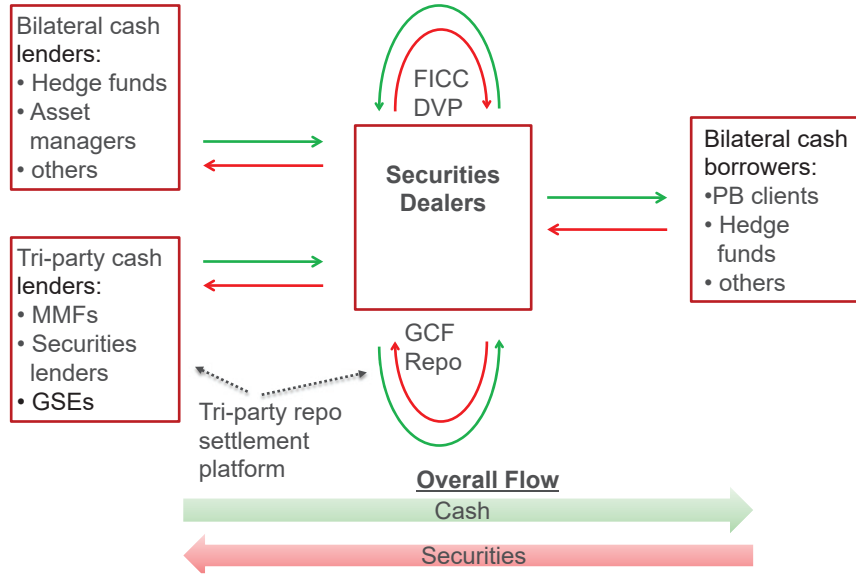 Bilateral cash
lenders:
• Hedge funds
• Asset
managers
• others
FICC
DVP
Securities
Dealers
Bilateral cash
borrowers:
•PB clients
• Hedge
funds
• others
Tri-party cash
lenders:
• MMFs
• Securities
lenders
• GSEs
GCF
Repo
Tri-party repo
settlement
platform
Overall Flow
Cash
Securities